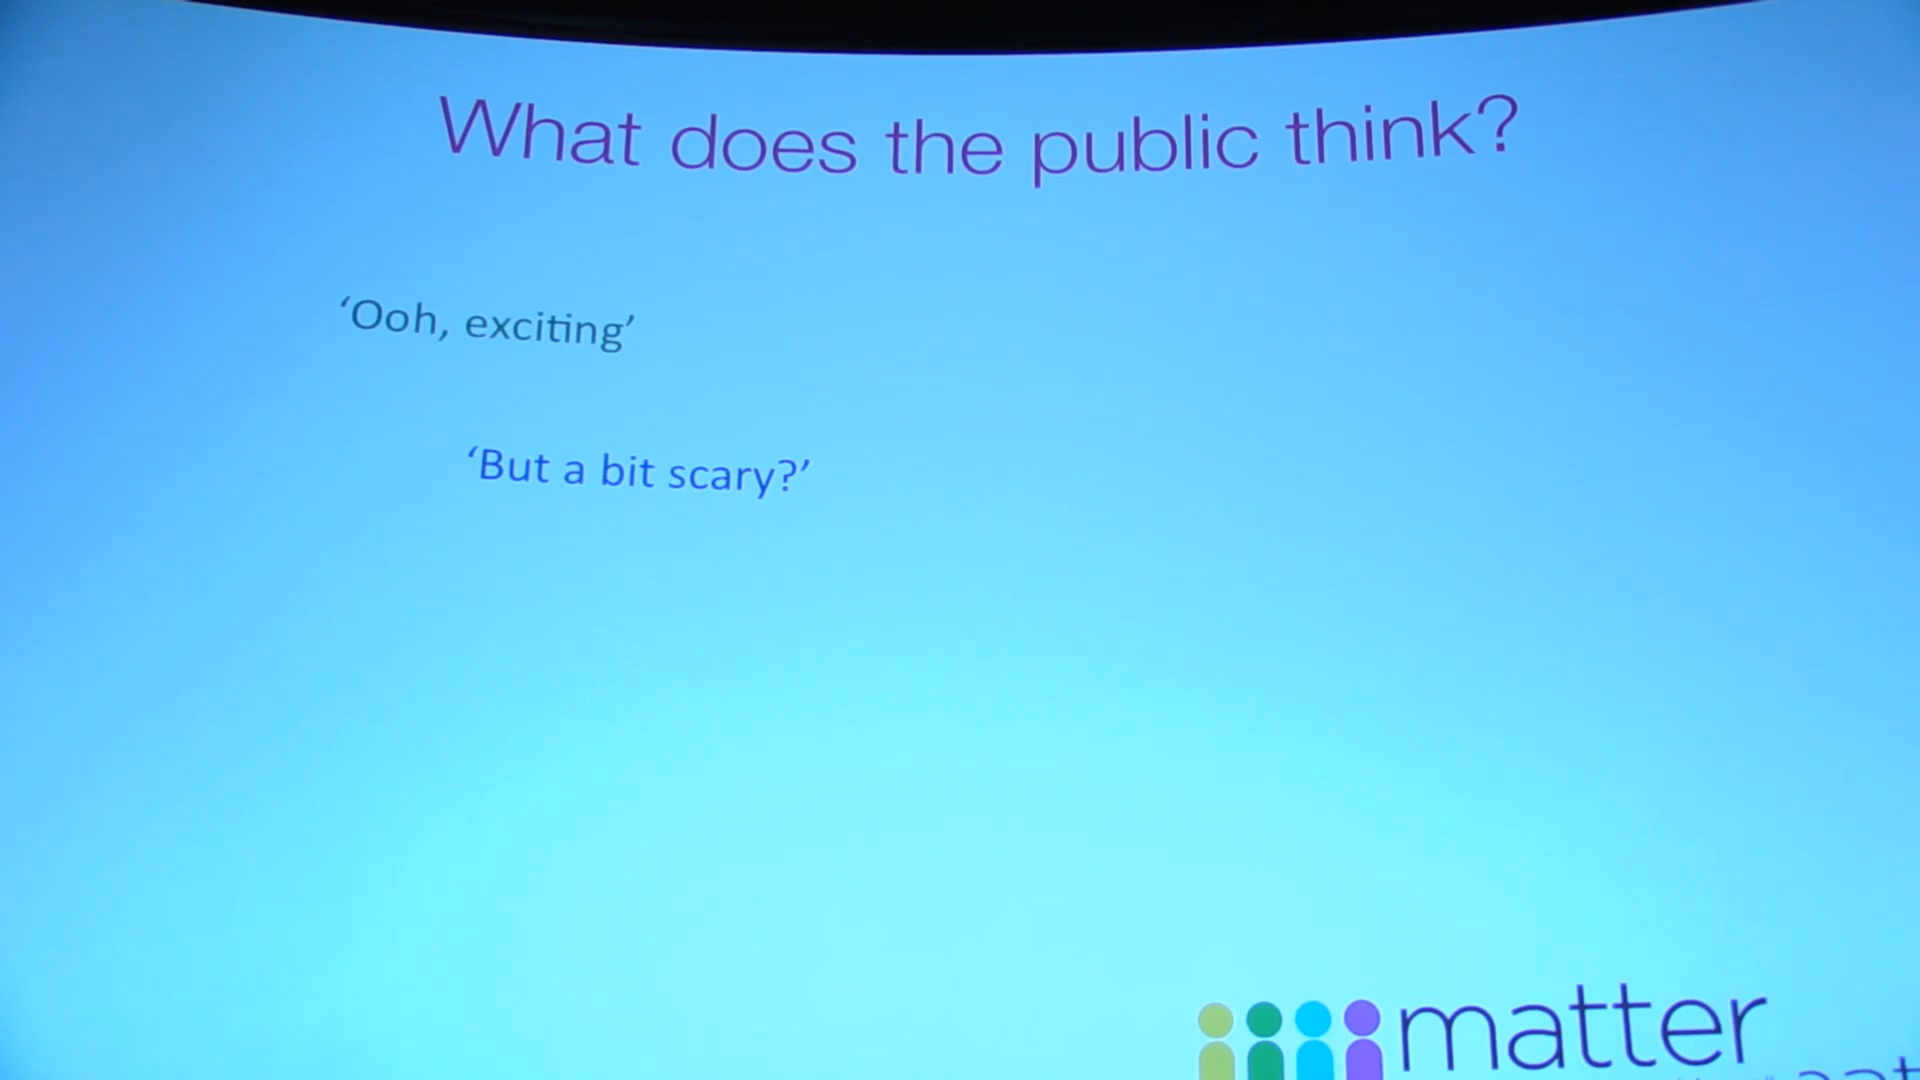 What does the public think?
‘Ooh, exciting’
‘But a bit scary?’
matter